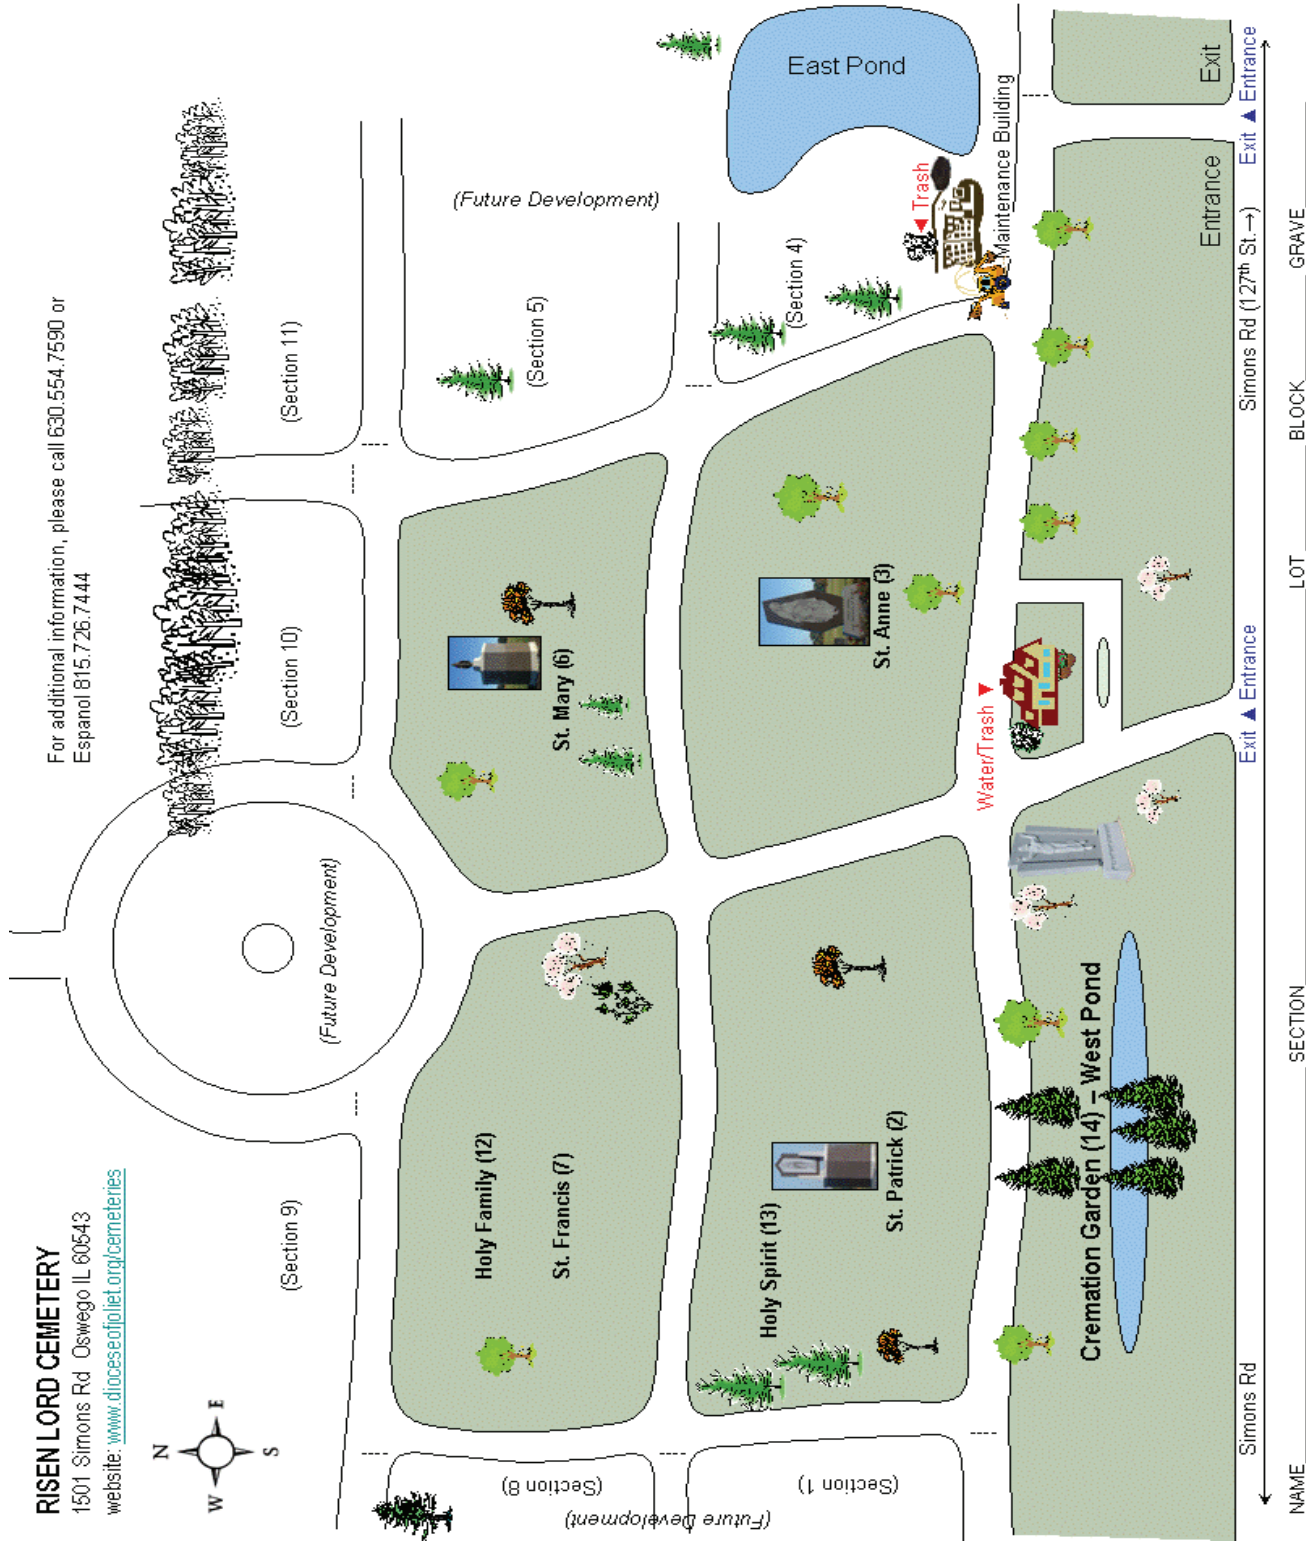 RISEN LORD CEMETERY
1501 Simons Rd Oswego IL 60543
website: www.dioceseofjoliet.org/cemeteries
For additional information, please call 630.554.7590 or
Espanol 815.726.7444
N
W
E
S
(Section 9)
(Future Development)
(Section 10)
(Section 11)
(Section 8)
(Future Development)
(Section 1)
Holy Family (12)
St. Francis (7)
St. Mary (6)
(Section 5)
(Future Development)
Holy Spirit (13)
St. Patrick (2)
St. Anne (3)
(Section 4)
East Pond
Trash
Maintenance Building
Water/Trash
Cremation Garden (14) – West Pond
Entrance
Exit
Simons Rd
Exit ▲ Entrance
Simons Rd (127th St.→)
Exit ▲ Entrance
NAME SECTION LOT BLOCK GRAVE